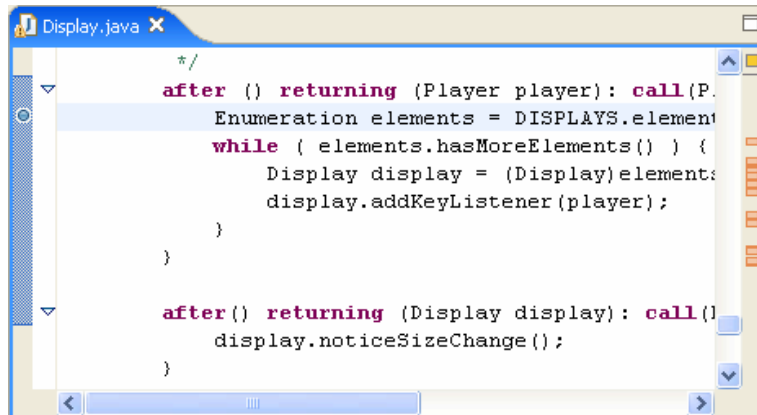 Display.java
*/
after () returning (Player player): call(P
Enumeration elements = DISPLAYS.element
while ( elements.hasMoreElements() ) {
Display display = (Display)elements
display.addKeyListener(player);
}
}
after() returning (Display display): call(
display.noticeSizeChange();
}